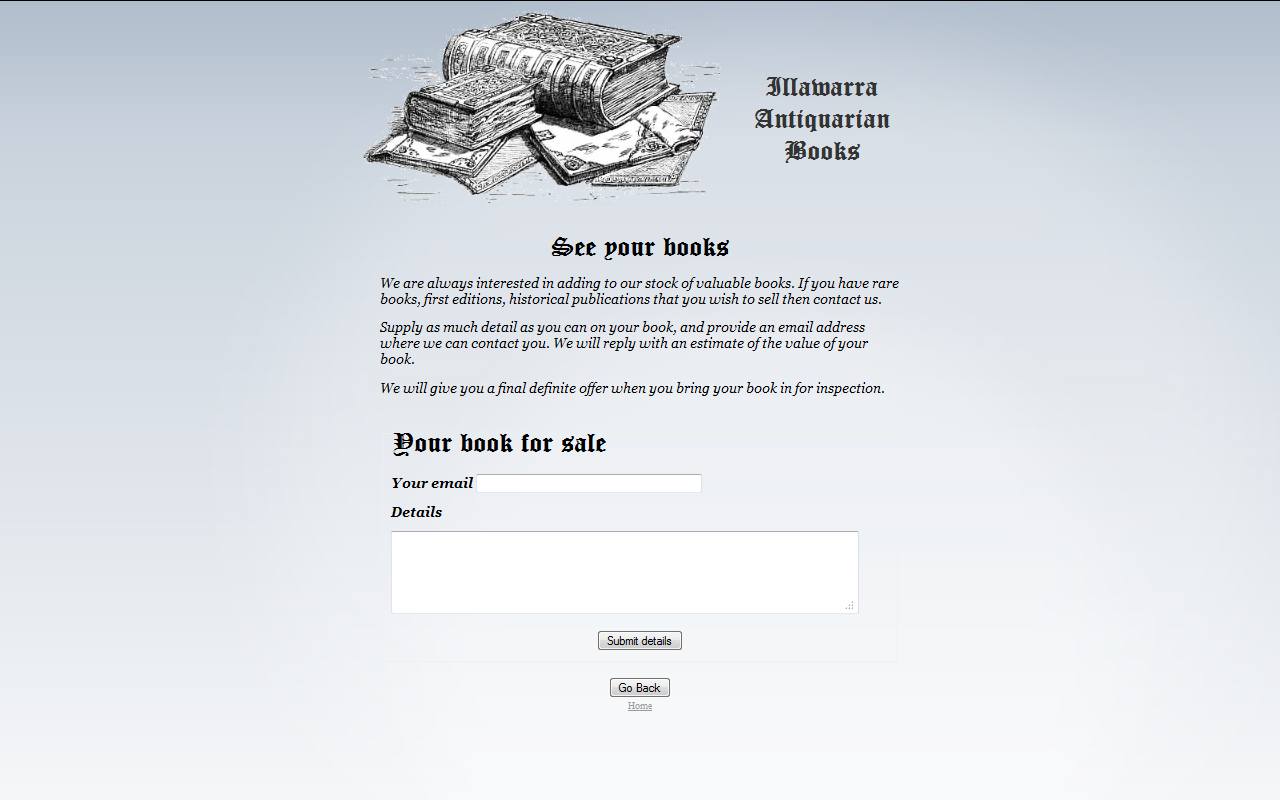 Illawarra
Antiquarian
Books
See your books
We are always interested in adding to our stock of valuable books. If you have rare
books, first editions, historical publications that you wish to sell then contact us.
Supply as much detail as you can on your book, and provide an email address
where we can contact you. We will reply with an estimate of the value of your
book.
We will give you a final definite offer when you bring your book in for inspection.
Your book for sale
Your email
Details
Submit details
Go Back
Home